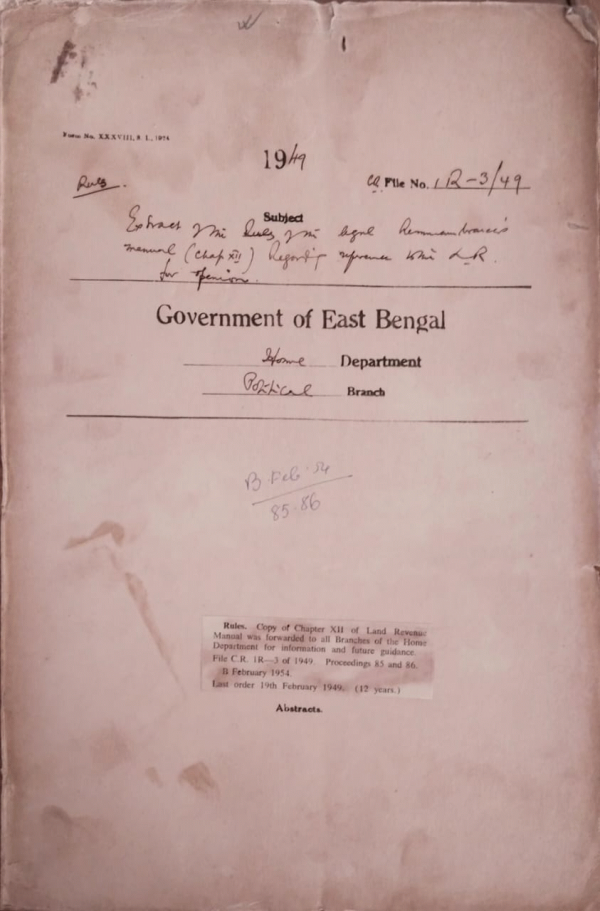 Form No. XXXVIII, S. L., 1974
1949
Rules.
CR. File No. 1R-3/49
Subject
Extract of the Rules of the legal Remembrancer's
manual (Chap XII) Regarding reference to the L.R.
for opinion.
Government of East Bengal
Home Department
Political Branch
B. Feb. 54
85-86
Rules. Copy of Chapter XII of Land Revenue
Manual was forwarded to all Branches of the Home
Department for information and future guidance.
File C.R. 1R—3 of 1949. Proceedings 85 and 86.
B February 1954.
Last order 19th February 1949. (12 years.)
Abstracts.